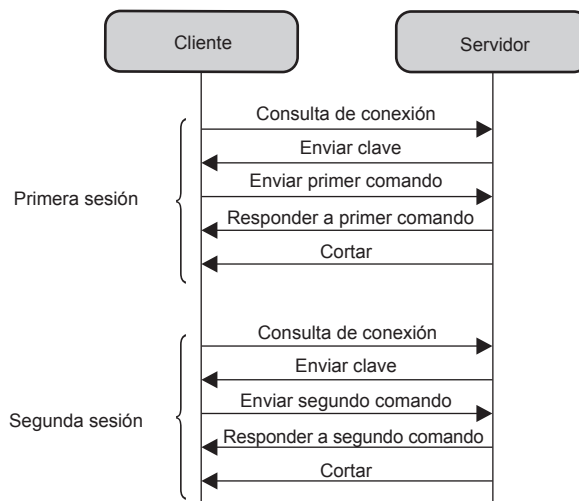 Cliente
Servidor
Consulta de conexión
Enviar clave
Primera sesión
Enviar primer comando
Responder a primer comando
Cortar
Consulta de conexión
Enviar clave
Segunda sesión
Enviar segundo comando
Responder a segundo comando
Cortar